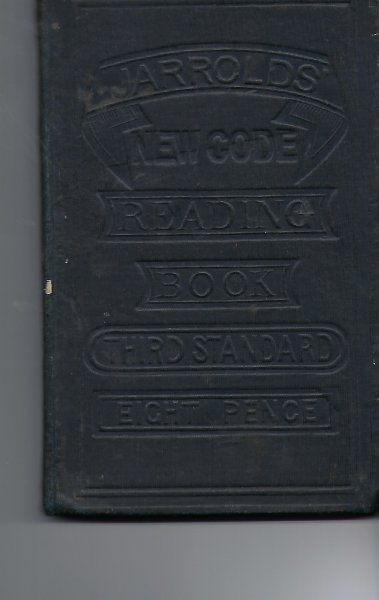 JARROLDS'
NEW CODE
READING
BOOK
THIRD STANDARD
EIGHT PENCE